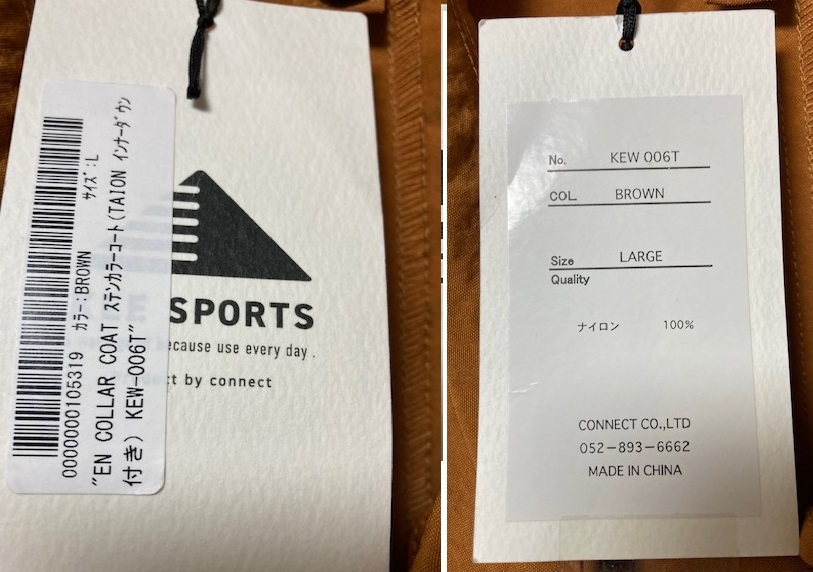 0000000105319 カラー:BROWN サイズ:L
"EN COLLAR COAT ステンカラーコート(TAION インナーダウン
付き) KEW-006T"
SPORTS
ecause use every day .
ct by connect
No. KEW 006T
COL. BROWN
Size LARGE
Quality
ナイロン 100%
CONNECT CO.,LTD
052-893-6662
MADE IN CHINA